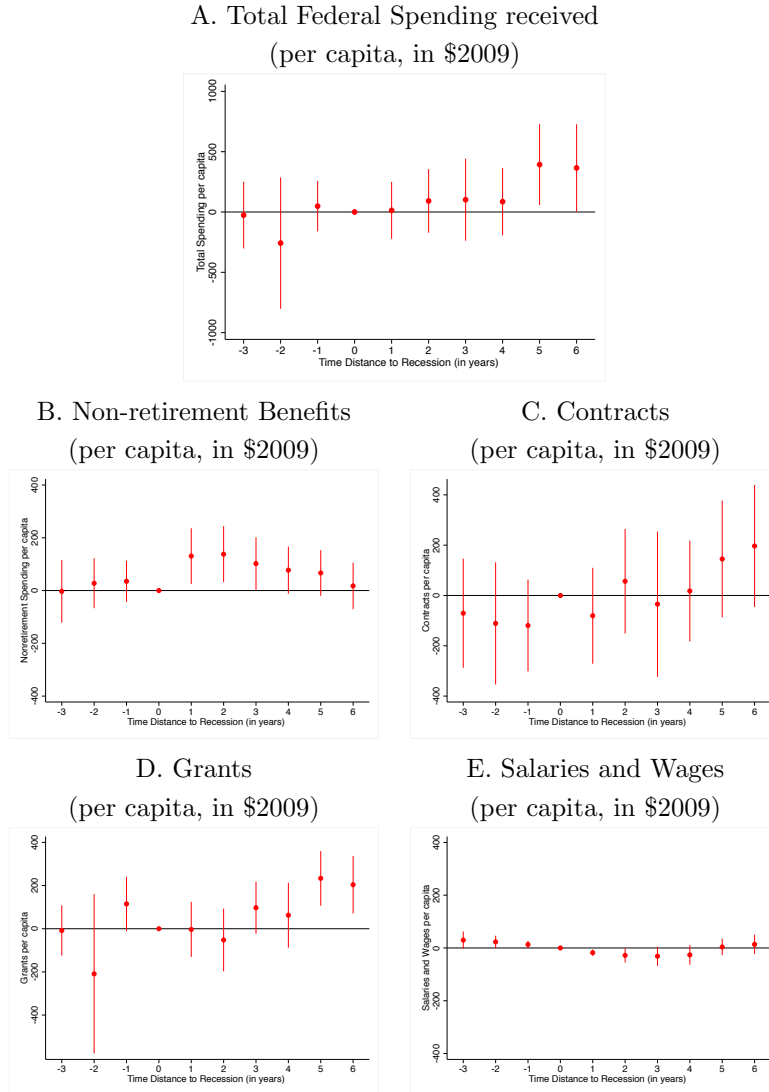 A. Total Federal Spending received
(per capita, in $2009)
Total Spending per capita
1000
500
0
-500
-1000
-3 -2 -1 0 1 2 3 4 5 6
Time Distance to Recession (in years)
B. Non-retirement Benefits
(per capita, in $2009)
Nonretirement Spending per capita
400
200
0
-200
-400
-3 -2 -1 0 1 2 3 4 5 6
Time Distance to Recession (in years)
C. Contracts
(per capita, in $2009)
Contracts per capita
400
200
0
-200
-400
-3 -2 -1 0 1 2 3 4 5 6
Time Distance to Recession (in years)
D. Grants
(per capita, in $2009)
Grants per capita
400
200
0
-200
-400
-3 -2 -1 0 1 2 3 4 5 6
Time Distance to Recession (in years)
E. Salaries and Wages
(per capita, in $2009)
Salaries and Wages per capita
400
200
0
-200
-400
-3 -2 -1 0 1 2 3 4 5 6
Time Distance to Recession (in years)